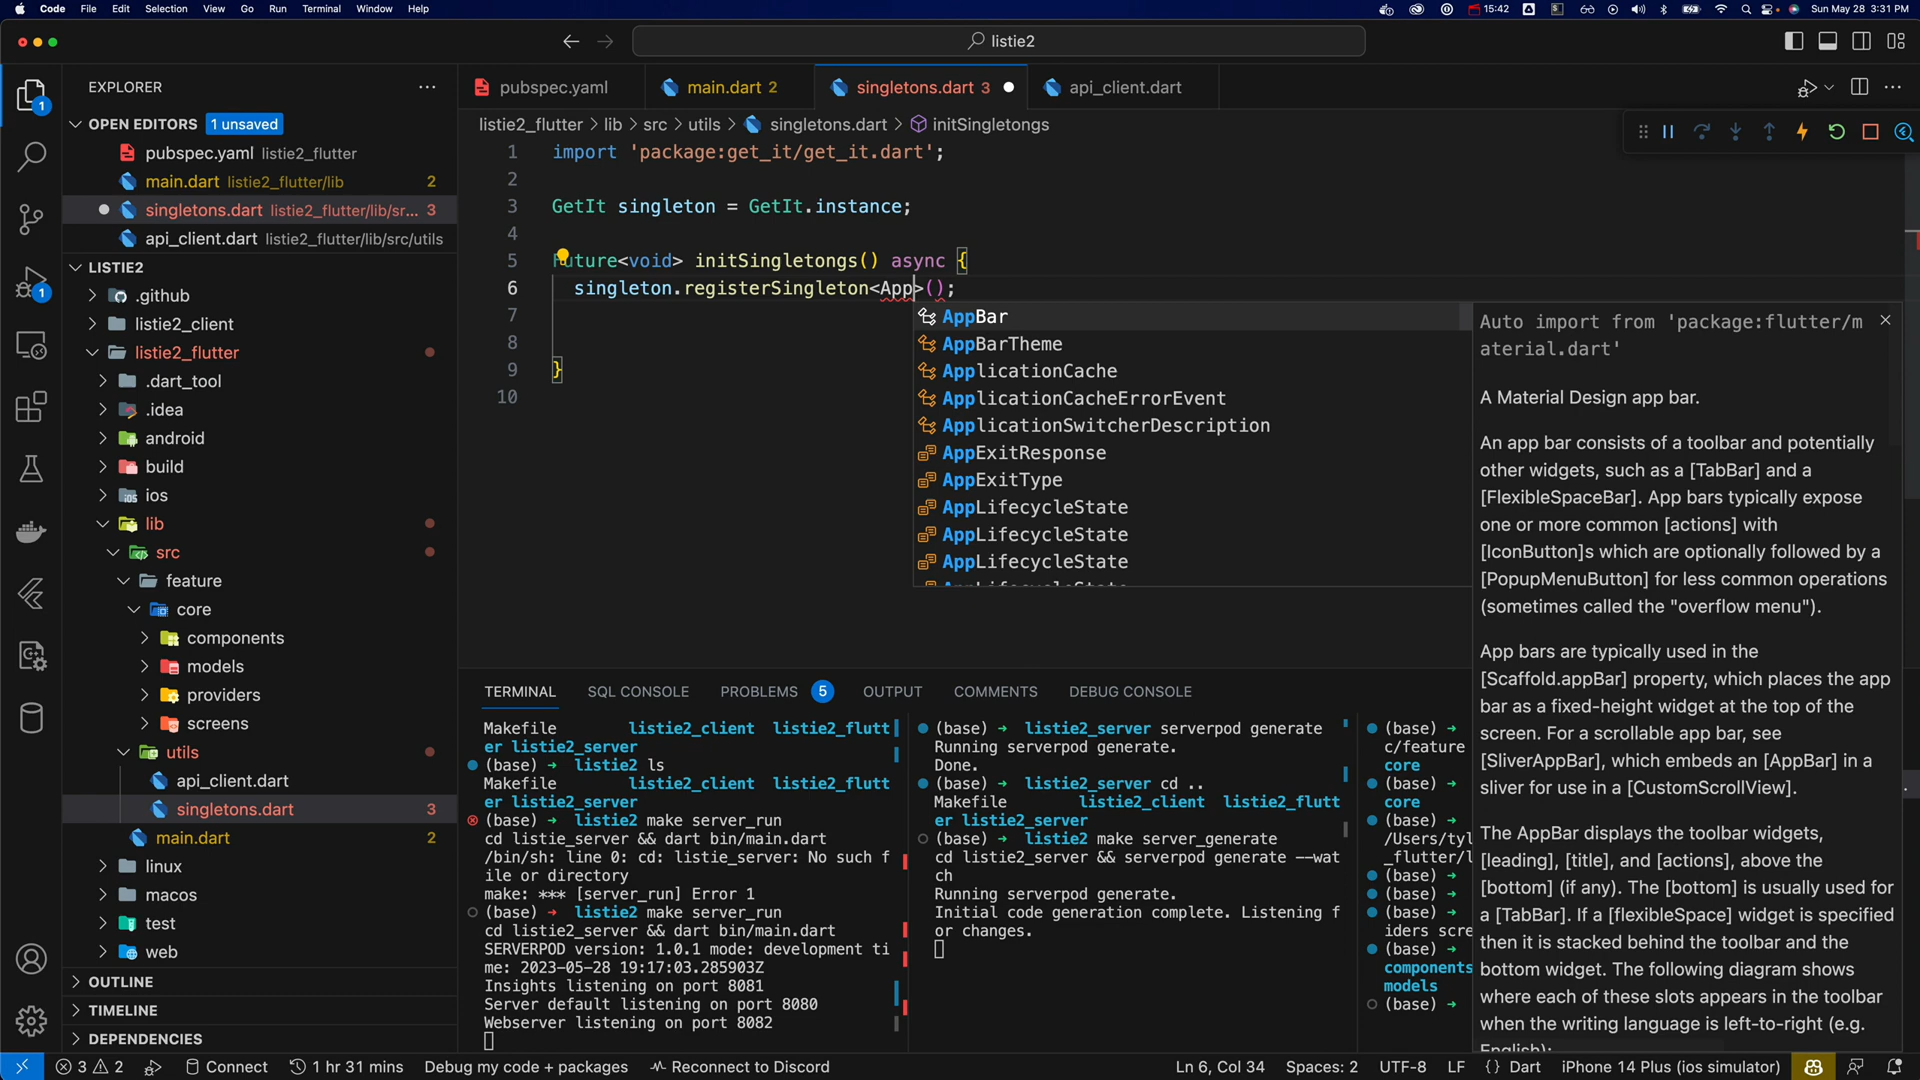 Code File Edit Selection View Go Run Terminal Window Help
15:42 Sun May 28 3:31 PM
listie2
EXPLORER
OPEN EDITORS 1 unsaved
pubspec.yaml listie2_flutter
main.dart listie2_flutter/lib 2
singletons.dart listie2_flutter/lib/sr... 3
api_client.dart listie2_flutter/lib/src/utils
LISTIE2
.github
listie2_client
listie2_flutter
.dart_tool
.idea
android
build
ios
lib
src
feature
core
components
models
providers
screens
utils
api_client.dart
singletons.dart 3
main.dart 2
linux
macos
test
web
OUTLINE
TIMELINE
DEPENDENCIES
pubspec.yaml main.dart 2 singletons.dart 3 api_client.dart
listie2_flutter > lib > src > utils > singletons.dart > initSingletongs
1 import 'package:get_it/get_it.dart';
2
3 GetIt singleton = GetIt.instance;
4
5 Future<void> initSingletongs() async {
6 singleton.registerSingleton<App>();
7
8
9 }
10
AppBar
AppBarTheme
ApplicationCache
ApplicationCacheErrorEvent
ApplicationSwitcherDescription
AppExitResponse
AppExitType
AppLifecycleState
AppLifecycleState
AppLifecycleState
AppLifecycleState
Auto import from 'package:flutter/m
aterial.dart'
A Material Design app bar.
An app bar consists of a toolbar and potentially
other widgets, such as a [TabBar] and a
[FlexibleSpaceBar]. App bars typically expose
one or more common [actions] with
[IconButton]s which are optionally followed by a
[PopupMenuButton] for less common operations
(sometimes called the "overflow menu").
App bars are typically used in the
[Scaffold.appBar] property, which places the app
bar as a fixed-height widget at the top of the
screen. For a scrollable app bar, see
[SliverAppBar], which embeds an [AppBar] in a
sliver for use in a [CustomScrollView].
The AppBar displays the toolbar widgets,
[leading], [title], and [actions], above the
[bottom] (if any). The [bottom] is usually used for
a [TabBar]. If a [flexibleSpace] widget is specified
then it is stacked behind the toolbar and the
bottom widget. The following diagram shows
where each of these slots appears in the toolbar
when the writing language is left-to-right (e.g.
English):
TERMINAL SQL CONSOLE PROBLEMS 5 OUTPUT COMMENTS DEBUG CONSOLE
Makefile listie2_client listie2_flutt
er listie2_server
(base) → listie2 ls
Makefile listie2_client listie2_flutt
er listie2_server
(base) → listie2 make server_run
cd listie_server && dart bin/main.dart
/bin/sh: line 0: cd: listie_server: No such f
ile or directory
make: *** [server_run] Error 1
(base) → listie2 make server_run
cd listie2_server && dart bin/main.dart
SERVERPOD version: 1.0.1 mode: development ti
me: 2023-05-28 19:17:03.285903Z
Insights listening on port 8081
Server default listening on port 8080
Webserver listening on port 8082
(base) → listie2_server serverpod generate
Running serverpod generate.
Done.
(base) → listie2_server cd ..
Makefile listie2_client listie2_flutt
er listie2_server
(base) → listie2 make server_generate
cd listie2_server && serverpod generate --wat
ch
Running serverpod generate.
Initial code generation complete. Listening f
or changes.
(base) →
c/feature
core
(base) →
core
(base) →
/Users/tyl
_flutter/l
(base) →
(base) →
(base) →
iders scre
(base) →
components
models
(base) →
3 2 Connect 1 hr 31 mins Debug my code + packages Reconnect to Discord Ln 6, Col 34 Spaces: 2 UTF-8 LF {} Dart iPhone 14 Plus (ios simulator)